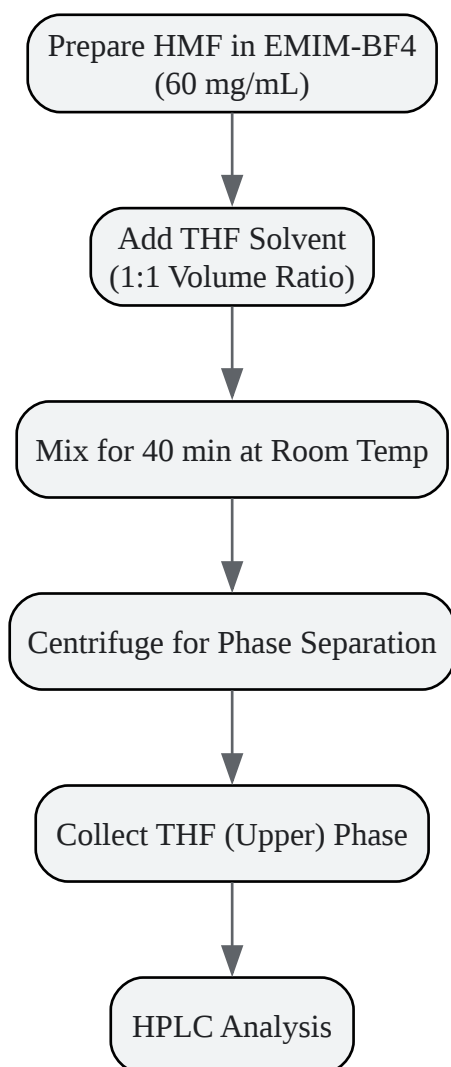 Prepare HMF in EMIM-BF4
(60 mg/mL)
Add THF Solvent
(1:1 Volume Ratio)
Mix for 40 min at Room Temp
Centrifuge for Phase Separation
Collect THF (Upper) Phase
HPLC Analysis